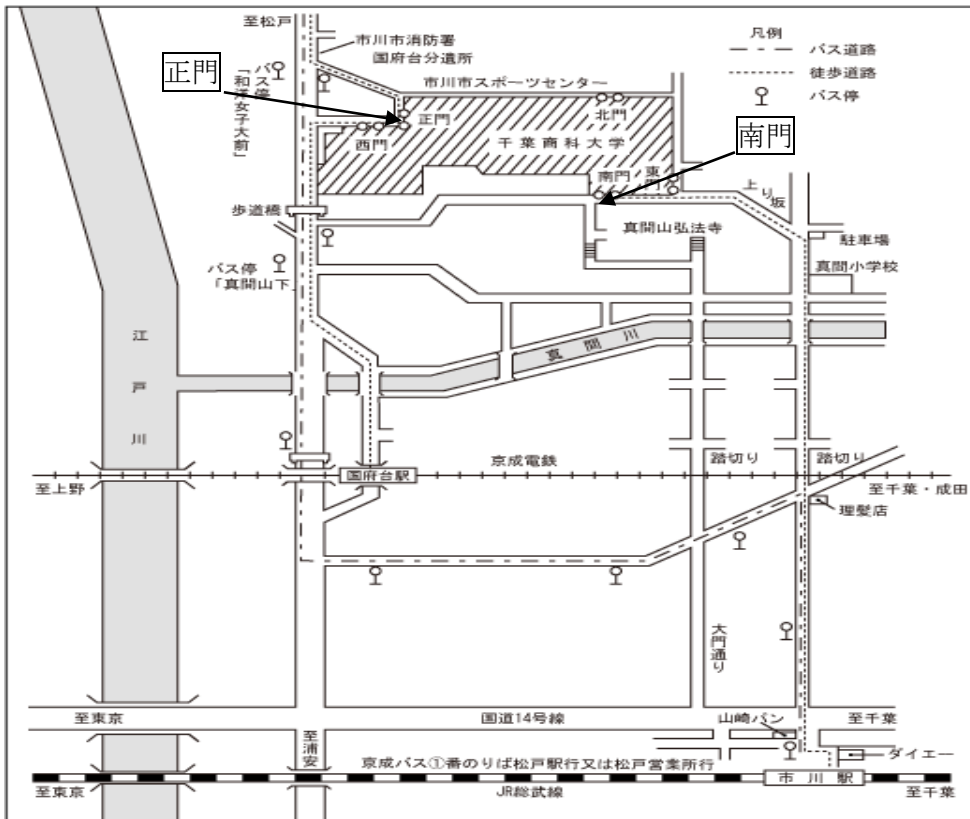 至松戸
市川市消防署
国府台分遣所
凡例
バス道路
徒歩道路
バス停
正門
バス停
「和洋女子大前」
市川市スポーツセンター
正門
西門
北門
千葉商科大学
南門
南門
東門
上り坂
歩道橋
真間山弘法寺
駐車場
真間小学校
バス停
「真間山下」
江戸川
真間川
京成電鉄
踏切り
踏切り
国府台駅
至上野
至千葉・成田
理髪店
大門通り
至東京
国道14号線
山崎パン
至千葉
至浦安
ダイエー
京成バス①番のりば松戸駅行又は松戸営業所行
市川駅
至東京
JR総武線
至千葉